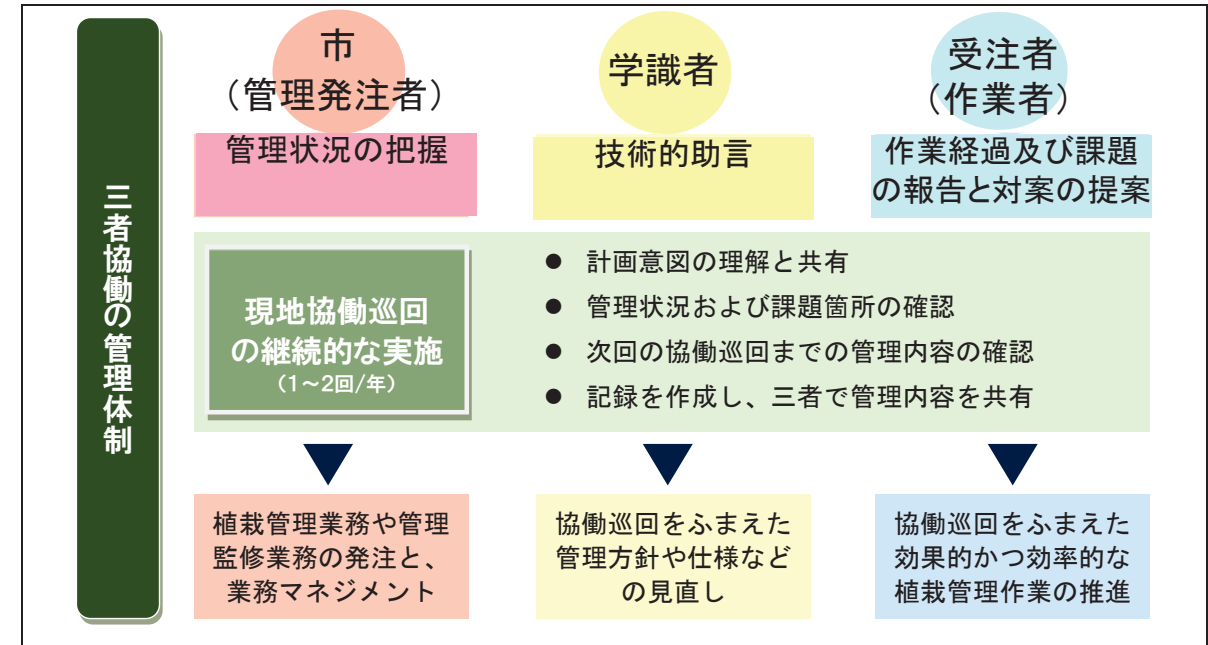 三者協働の管理体制
市
（管理発注者）
管理状況の把握
学識者
技術的助言
受注者
（作業者）
作業経過及び課題
の報告と対案の提案
現地協働巡回
の継続的な実施
（1～2回/年）
● 計画意図の理解と共有
● 管理状況および課題箇所の確認
● 次回の協働巡回までの管理内容の確認
● 記録を作成し、三者で管理内容を共有
植栽管理業務や管理
監修業務の発注と、
業務マネジメント
協働巡回をふまえた
管理方針や仕様など
の見直し
協働巡回をふまえた
効果的かつ効率的な
植栽管理作業の推進